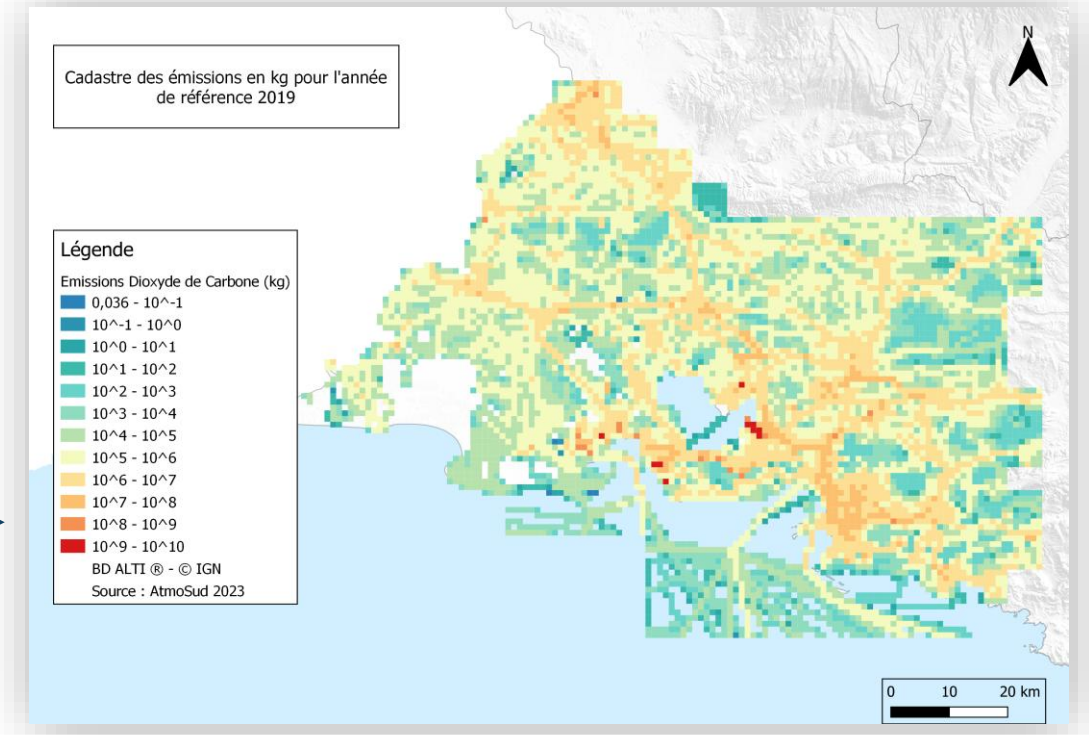 Cadastre des émissions en kg pour l'année
de référence 2019
N
Légende
Emissions Dioxyde de Carbone (kg)
0,036 - 10^-1
10^-1 - 10^0
10^0 - 10^1
10^1 - 10^2
10^2 - 10^3
10^3 - 10^4
10^4 - 10^5
10^5 - 10^6
10^6 - 10^7
10^7 - 10^8
10^8 - 10^9
10^9 - 10^10
BD ALTI ® - © IGN
Source : AtmoSud 2023
0 10 20 km